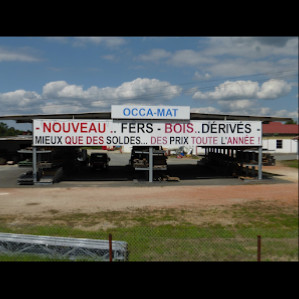 OCCA-MAT
- NOUVEAU .. FERS - BOIS..DÉRIVÉS
MIEUX QUE DES SOLDES... DES PRIX TOUTE L'ANNÉE